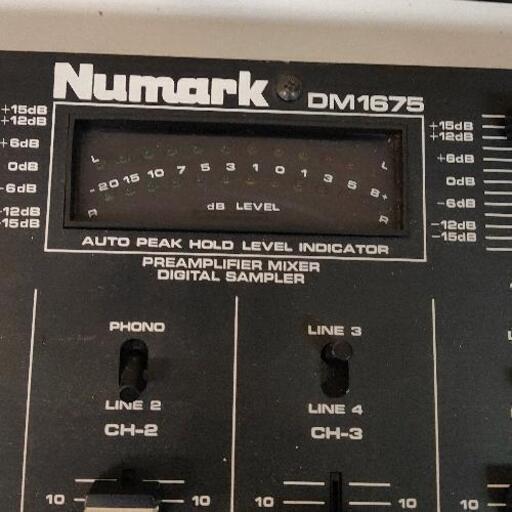 Numark
DM1675
+15dB
+12dB
+6dB
0dB
-6dB
-12dB
-15dB
L L
-20 15 10 7 5 3 1 0 1 3 5 8+
R R
dB LEVEL
+15dB
+12dB
+6dB
0dB
-6dB
-12dB
-15dB
AUTO PEAK HOLD LEVEL INDICATOR
PREAMPLIFIER MIXER
DIGITAL SAMPLER
PHONO
LINE 3
LINE 2
LINE 4
CH-2
CH-3
10 10 10 10